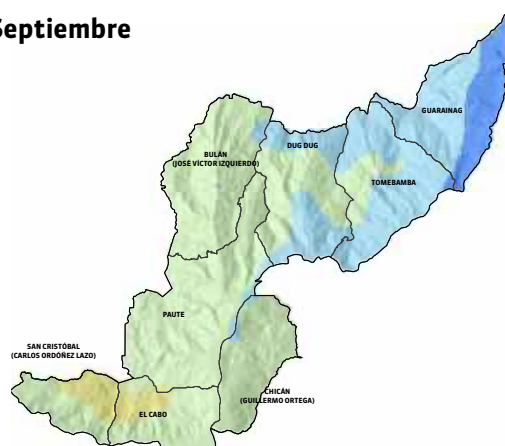 Septiembre
GUARAINAG
DUG DUG
BULÁN
(JOSÉ VÍCTOR IZQUIERDO)
TOMEBAMBA
PAUTE
SAN CRISTÓBAL
(CARLOS ORDÓÑEZ LAZO)
CHICÁN
(GUILLERMO ORTEGA)
EL CABO